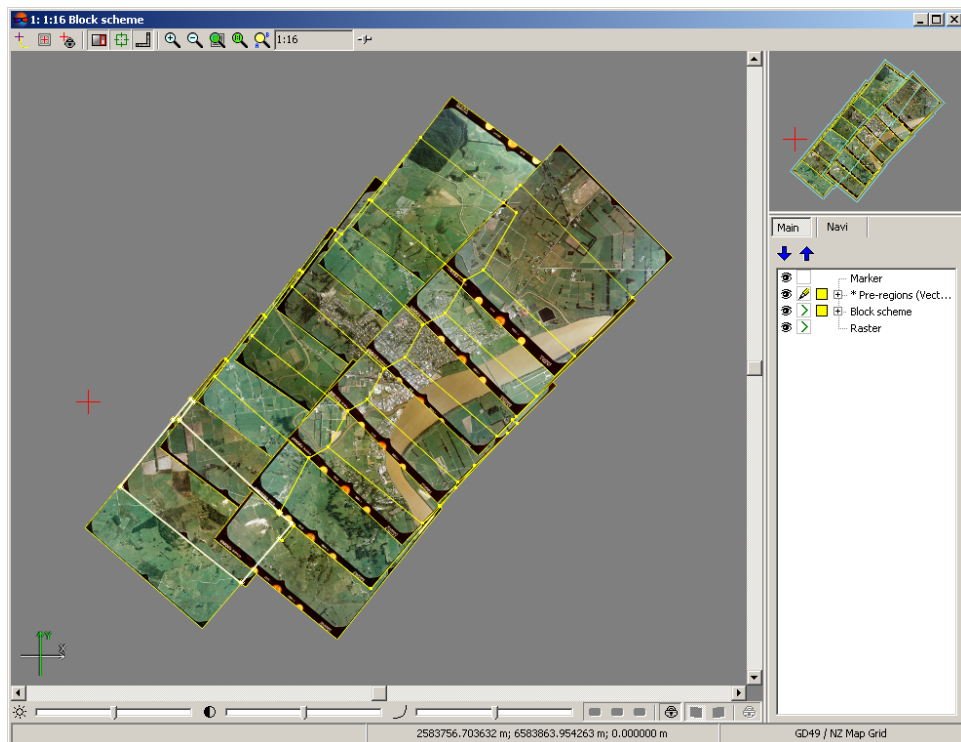 1: 1:16 Block scheme
1:16
Main
Navi
Marker
* Pre-regions (Vect...
Block scheme
Raster
Y
X
2583756.703632 m; 6583863.954263 m; 0.000000 m
GD49 / NZ Map Grid